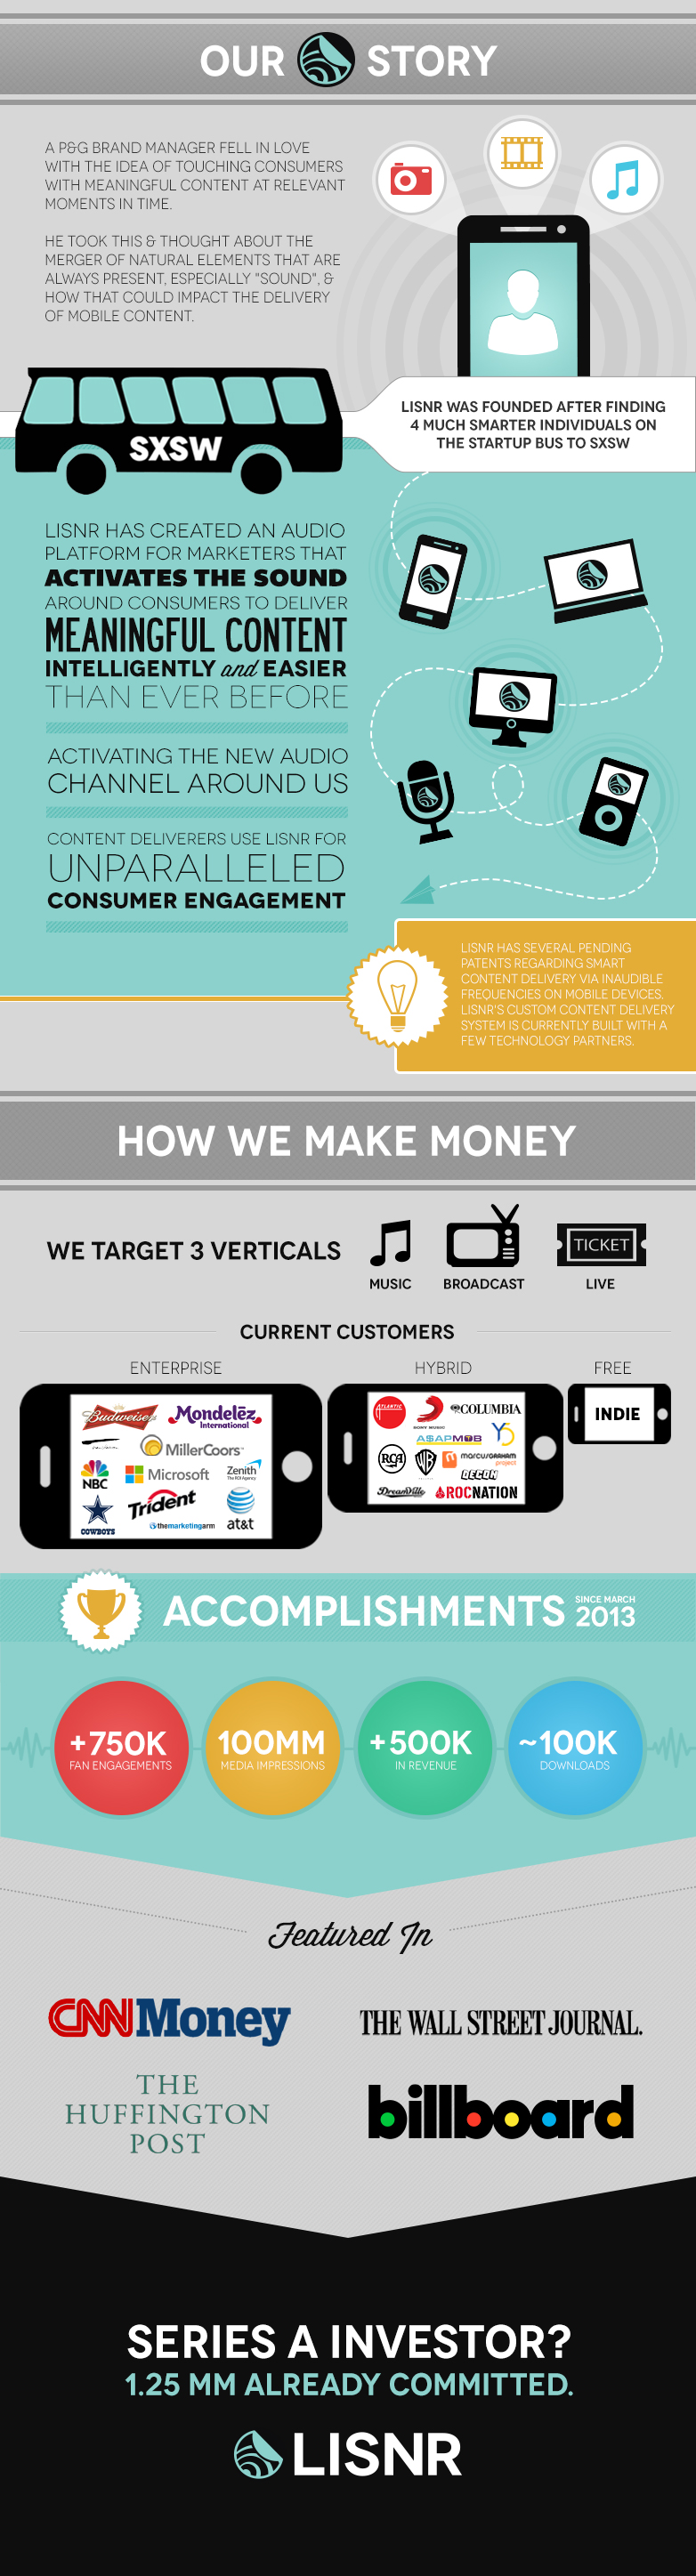 OUR STORY
A P&G BRAND MANAGER FELL IN LOVE
WITH THE IDEA OF TOUCHING CONSUMERS
WITH MEANINGFUL CONTENT AT RELEVANT
MOMENTS IN TIME.
HE TOOK THIS & THOUGHT ABOUT THE
MERGER OF NATURAL ELEMENTS THAT ARE
ALWAYS PRESENT, ESPECIALLY "SOUND", &
HOW THAT COULD IMPACT THE DELIVERY
OF MOBILE CONTENT.
SXSW
LISNR WAS FOUNDED AFTER FINDING
4 MUCH SMARTER INDIVIDUALS ON
THE STARTUP BUS TO SXSW
LISNR HAS CREATED AN AUDIO
PLATFORM FOR MARKETERS THAT
ACTIVATES THE SOUND
AROUND CONSUMERS TO DELIVER
MEANINGFUL CONTENT
INTELLIGENTLY and EASIER
THAN EVER BEFORE
ACTIVATING THE NEW AUDIO
CHANNEL AROUND US
CONTENT DELIVERERS USE LISNR FOR
UNPARALLELED
CONSUMER ENGAGEMENT
LISNR HAS SEVERAL PENDING
PATENTS REGARDING SMART
CONTENT DELIVERY VIA INAUDIBLE
FREQUENCIES ON MOBILE DEVICES.
LISNR'S CUSTOM CONTENT DELIVERY
SYSTEM IS CURRENTLY BUILT WITH A
FEW TECHNOLOGY PARTNERS.
HOW WE MAKE MONEY
WE TARGET 3 VERTICALS
MUSIC
BROADCAST
TICKET
LIVE
CURRENT CUSTOMERS
ENTERPRISE
Budweiser
Mondelēz
International
MillerCoors
NBC
Microsoft
Zenith
The ROI Agency
COWBOYS
Trident
themarketingarm
at&t
HYBRID
ATLANTIC
SONY MUSIC
COLUMBIA
A$APMOB
RCA
WB
marcus GRAHAM
project
DECON
DreamVille
ROCNATION
FREE
INDIE
ACCOMPLISHMENTS
SINCE MARCH
2013
+750K
FAN ENGAGEMENTS
100MM
MEDIA IMPRESSIONS
+500K
IN REVENUE
~100K
DOWNLOADS
Featured In
CNNMoney
THE WALL STREET JOURNAL.
THE
HUFFINGTON
POST
billboard
SERIES A INVESTOR?
1.25 MM ALREADY COMMITTED.
LISNR